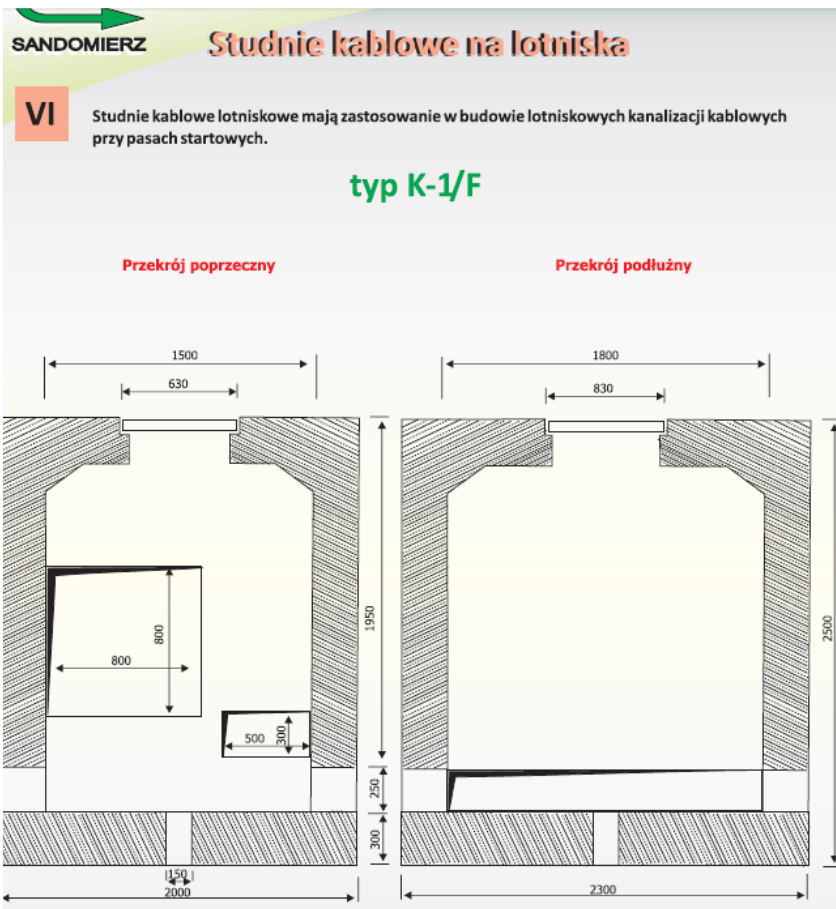 SANDOMIERZ
Studnie kablowe na lotniska
VI
Studnie kablowe lotniskowe mają zastosowanie w budowie lotniskowych kanalizacji kablowych
przy pasach startowych.
typ K-1/F
Przekrój poprzeczny
Przekrój podłużny
1500
630
1800
830
1950
2500
800
800
500
300
250
300
150
2000
2300